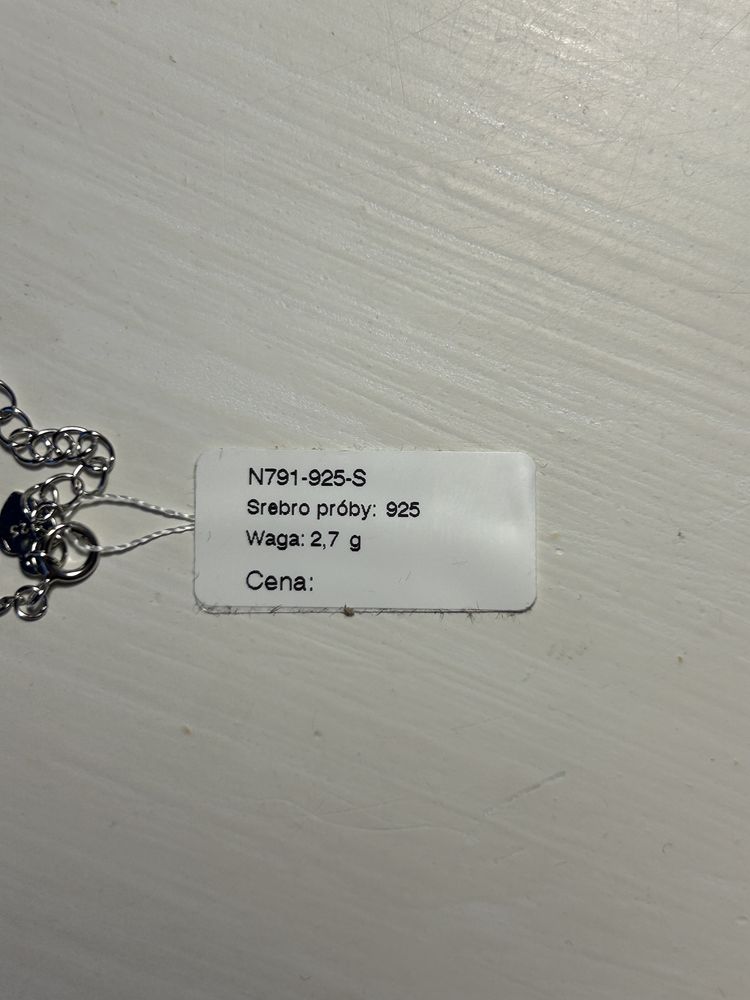 N791-925-S
Srebro próby: 925
Waga: 2,7 g
Cena: